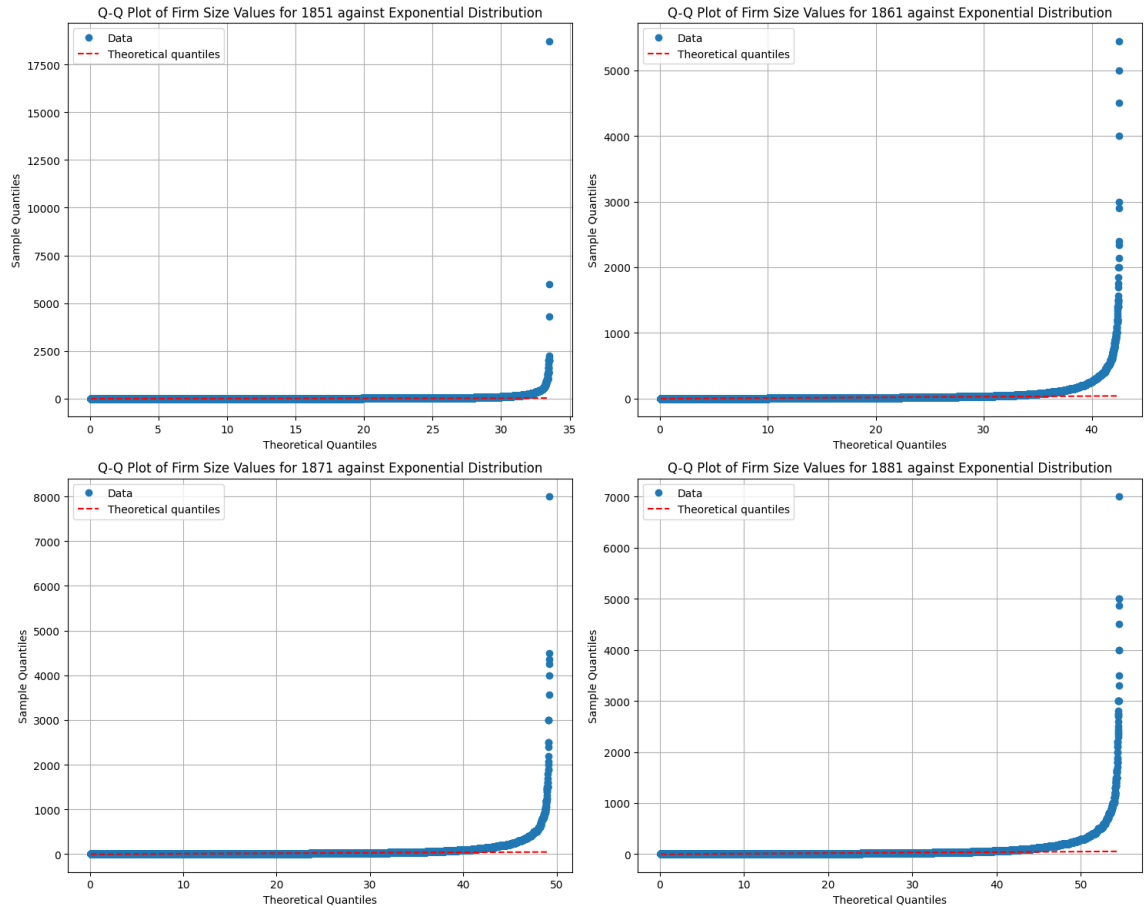 Q-Q Plot of Firm Size Values for 1851 against Exponential Distribution
Data
Theoretical quantiles
17500
15000
12500
10000
7500
5000
2500
0
Sample Quantiles
0 5 10 15 20 25 30 35
Theoretical Quantiles
Q-Q Plot of Firm Size Values for 1861 against Exponential Distribution
Data
Theoretical quantiles
5000
4000
3000
2000
1000
0
Sample Quantiles
0 10 20 30 40
Theoretical Quantiles
Q-Q Plot of Firm Size Values for 1871 against Exponential Distribution
Data
Theoretical quantiles
8000
7000
6000
5000
4000
3000
2000
1000
0
Sample Quantiles
0 10 20 30 40 50
Theoretical Quantiles
Q-Q Plot of Firm Size Values for 1881 against Exponential Distribution
Data
Theoretical quantiles
7000
6000
5000
4000
3000
2000
1000
0
Sample Quantiles
0 10 20 30 40 50
Theoretical Quantiles